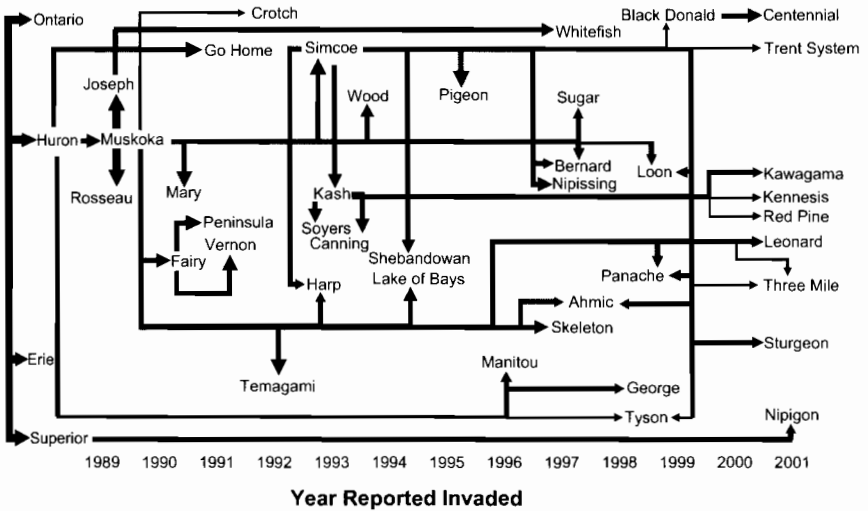 Crotch
Black Donald
Centennial
Ontario
Whitefish
Go Home
Simcoe
Trent System
Joseph
Wood
Pigeon
Sugar
Huron
Muskoka
Bernard
Loon
Kawagama
Nipissing
Rosseau
Mary
Kash
Kennesis
Red Pine
Peninsula
Soyers
Canning
Vernon
Leonard
Fairy
Shebandowan
Lake of Bays
Panache
Harp
Three Mile
Ahmic
Skeleton
Sturgeon
Erie
Manitou
Temagami
George
Tyson
Nipigon
Superior
1989 1990 1991 1992 1993 1994 1995 1996 1997 1998 1999 2000 2001
Year Reported Invaded